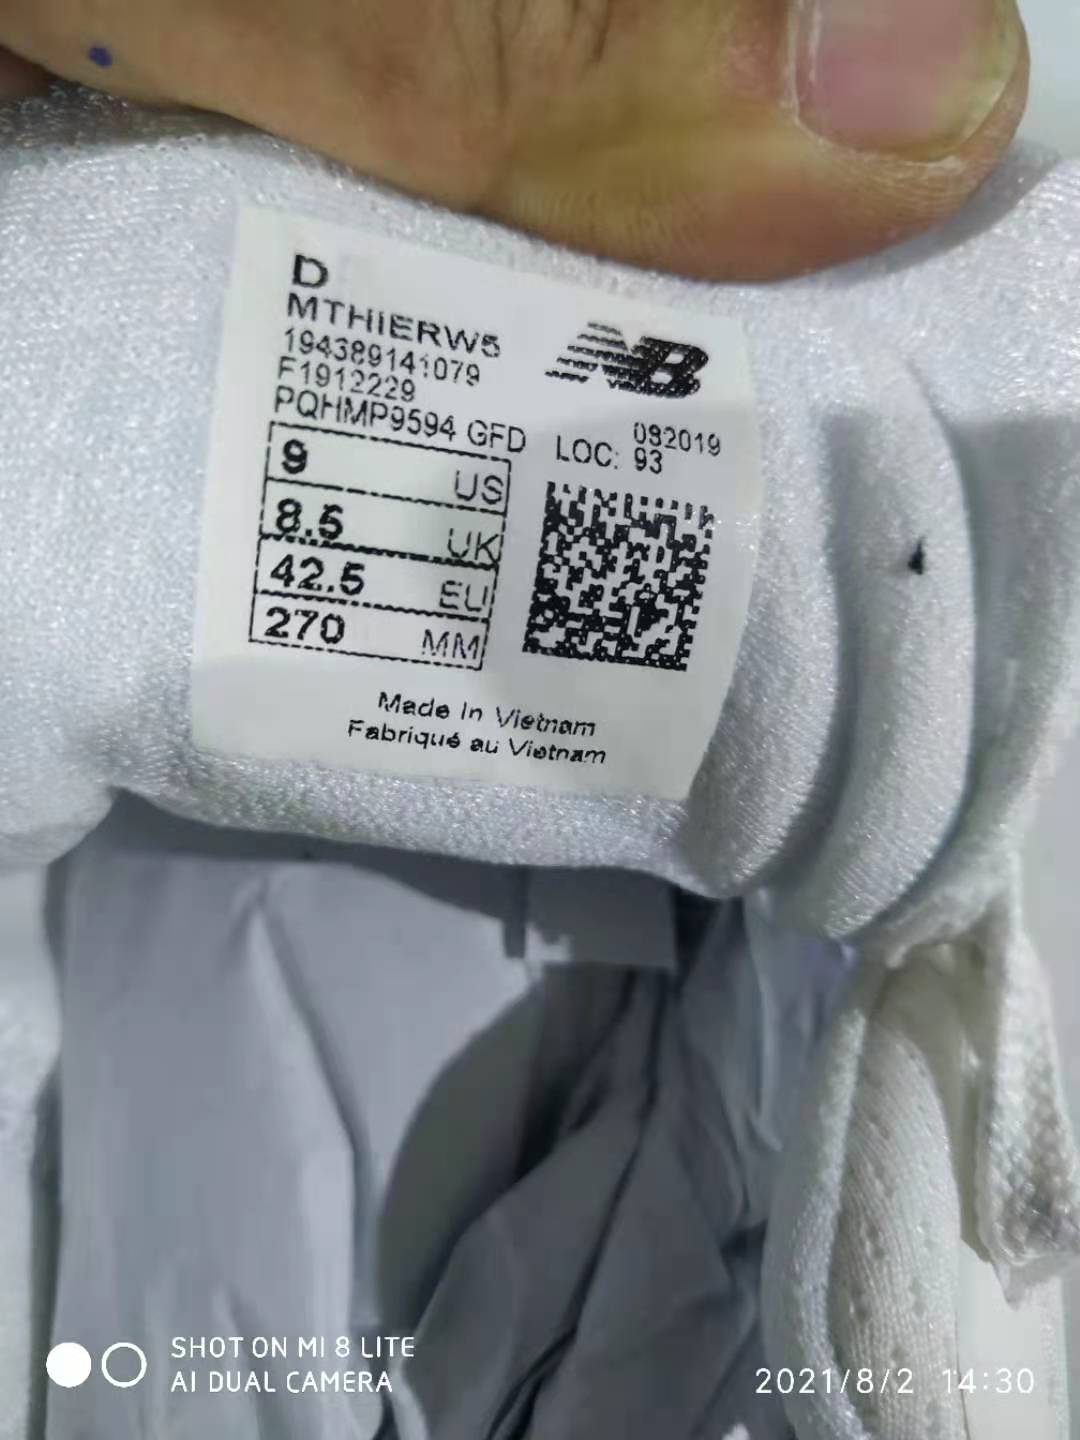 D
MTHIERW5
194389141079
F1912229
PQHMP9594 GFD
NB
082019
LOC: 93
9 US
8.5 UK
42.5 EU
270 MM
Made In Vietnam
Fabriqué au Vietnam
SHOT ON MI 8 LITE
AI DUAL CAMERA
2021/8/2 14:30